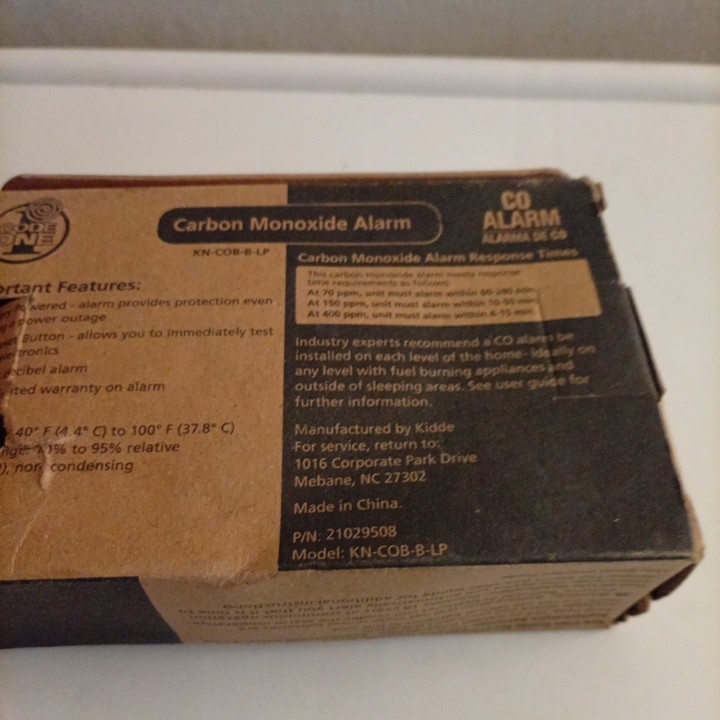 CODE
ONE
Carbon Monoxide Alarm
KN-COB-B-LP
CO
ALARM
ALARMA DE CO
rtant Features:
wered - alarm provides protection even
a power outage
Button - allows you to immediately test
ectronics
decibel alarm
ited warranty on alarm
40° F (4.4° C) to 100° F (37.8° C)
% to 95% relative
non condensing
Carbon Monoxide Alarm Response Times
This carbon monoxide alarm meets response
time requirements as follows:
At 70 ppm, unit must alarm within 60-240 min.
At 150 ppm, unit must alarm within 10-50 min.
At 400 ppm, unit must alarm within 4-15 min.
Industry experts recommend a CO alarm be
installed on each level of the home- ideally on
any level with fuel burning appliances and
outside of sleeping areas. See user guide for
further information.
Manufactured by Kidde
For service, return to:
1016 Corporate Park Drive
Mebane, NC 27302
Made in China.
P/N: 21029508
Model: KN-COB-B-LP